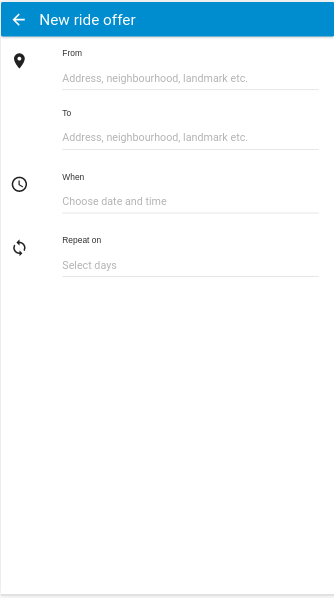 New ride offer
From
Address, neighbourhood, landmark etc.
To
Address, neighbourhood, landmark etc.
When
Choose date and time
Repeat on
Select days